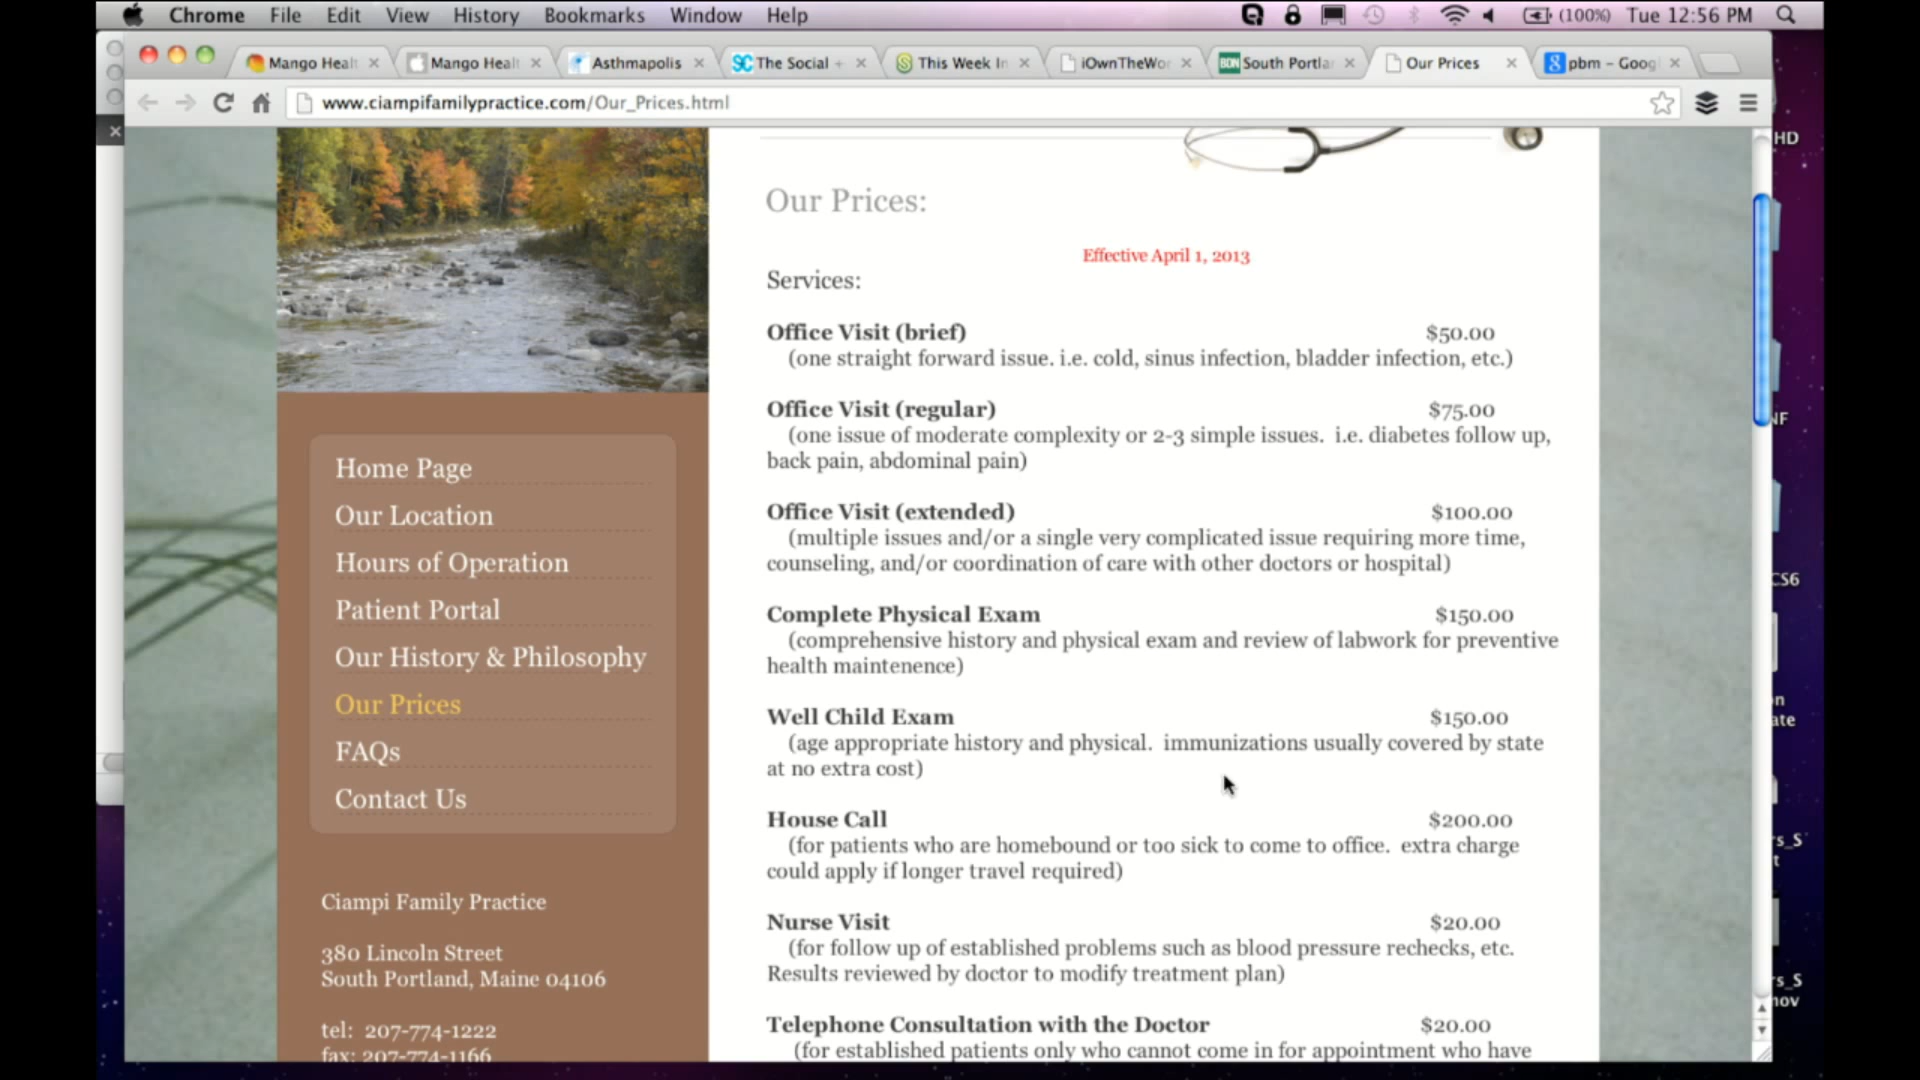 Chrome File Edit View History Bookmarks Window Help (100%) Tue 12:56 PM
Mango Healt Mango Healt Asthmapolis The Social + This Week In iOwnTheWor BDN South Portlan Our Prices pbm – Goog
www.ciampifamilypractice.com/Our_Prices.html
HD
Our Prices:
Effective April 1, 2013
Services:
Office Visit (brief) $50.00
(one straight forward issue. i.e. cold, sinus infection, bladder infection, etc.)
Office Visit (regular) $75.00
(one issue of moderate complexity or 2-3 simple issues. i.e. diabetes follow up,
back pain, abdominal pain)
Office Visit (extended) $100.00
(multiple issues and/or a single very complicated issue requiring more time,
counseling, and/or coordination of care with other doctors or hospital)
Complete Physical Exam $150.00
(comprehensive history and physical exam and review of labwork for preventive
health maintenence)
Well Child Exam $150.00
(age appropriate history and physical. immunizations usually covered by state
at no extra cost)
House Call $200.00
(for patients who are homebound or too sick to come to office. extra charge
could apply if longer travel required)
Nurse Visit $20.00
(for follow up of established problems such as blood pressure rechecks, etc.
Results reviewed by doctor to modify treatment plan)
Telephone Consultation with the Doctor $20.00
(for established patients only who cannot come in for appointment who have
Home Page
Our Location
Hours of Operation
Patient Portal
Our History & Philosophy
Our Prices
FAQs
Contact Us
Ciampi Family Practice
380 Lincoln Street
South Portland, Maine 04106
tel: 207-774-1222
fax: 207-774-1166
NF
CS6